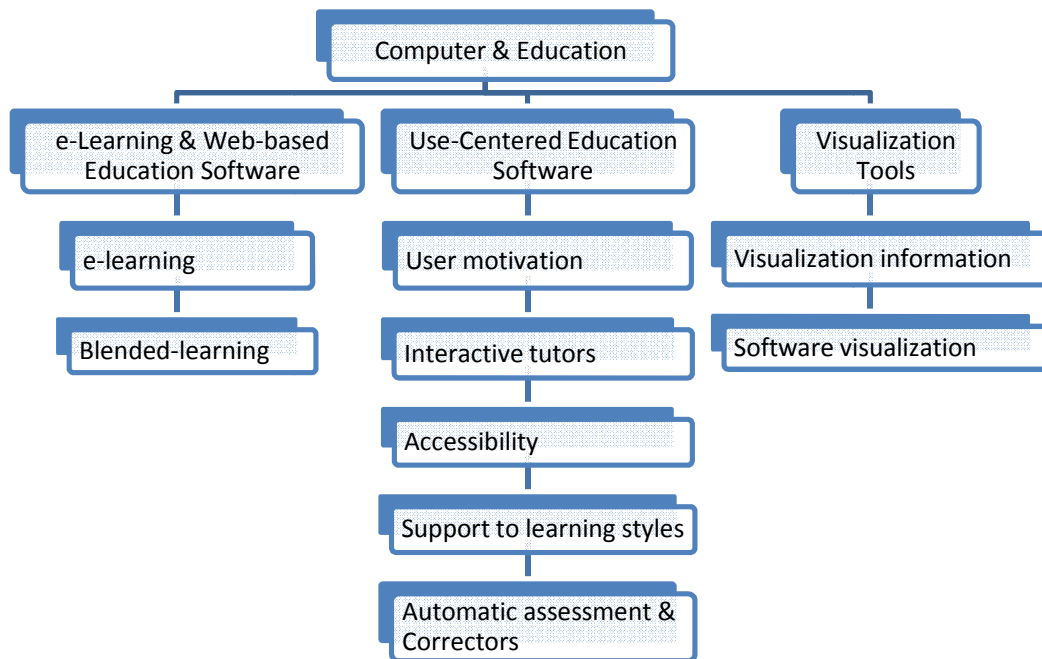 Computer & Education
e-Learning & Web-based
Education Software
Use-Centered Education
Software
Visualization
Tools
e-learning
User motivation
Visualization information
Blended-learning
Interactive tutors
Software visualization
Accessibility
Support to learning styles
Automatic assessment &
Correctors